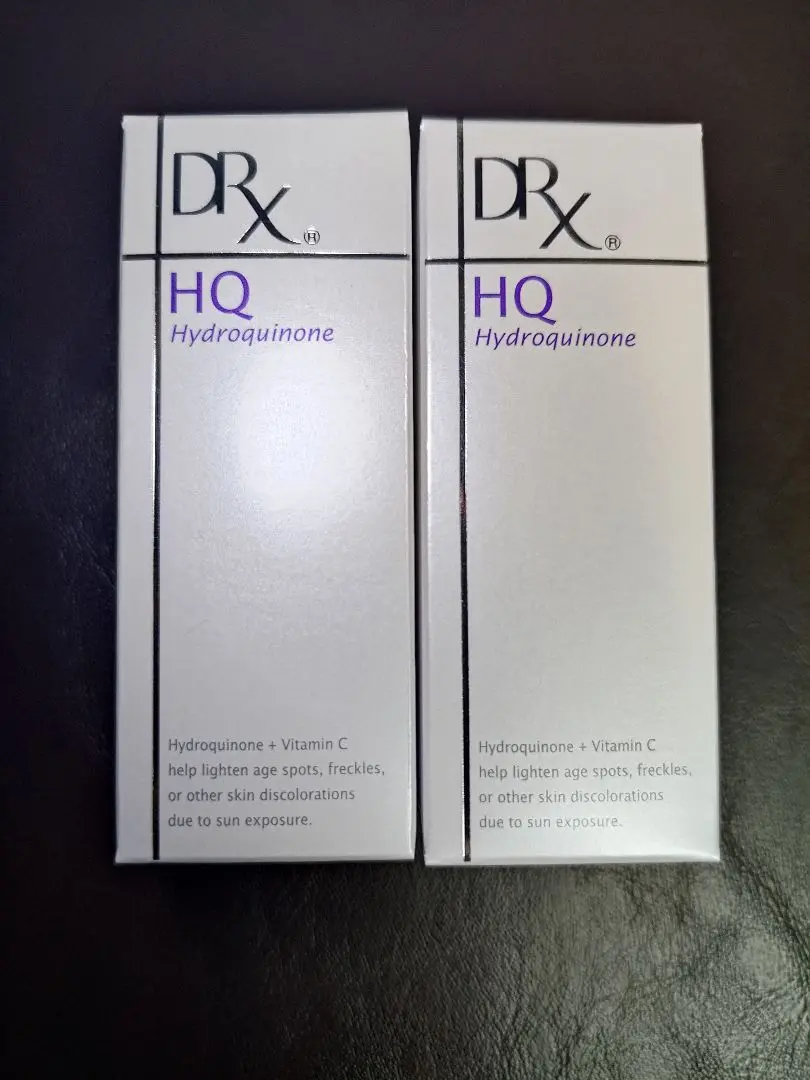 DRX®
HQ
Hydroquinone
Hydroquinone + Vitamin C
help lighten age spots, freckles,
or other skin discolorations
due to sun exposure.
DRX®
HQ
Hydroquinone
Hydroquinone + Vitamin C
help lighten age spots, freckles,
or other skin discolorations
due to sun exposure.